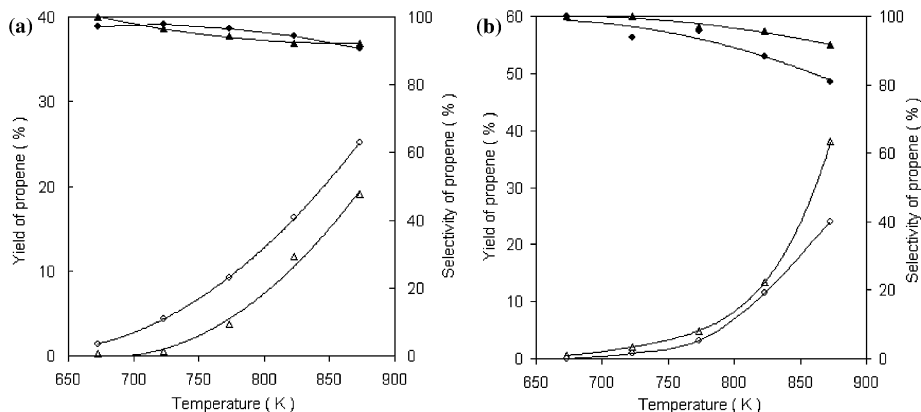 (a)
Yield of propene ( % )
40
30
20
10
0
650 700 750 800 850 900
Temperature ( K )
100
80
60
40
20
0
Selectivity of propene ( % )
(b)
Yield of propene ( % )
60
50
40
30
20
10
0
650 700 750 800 850 900
Temperature ( K )
100
80
60
40
20
0
Selectivity of propene ( % )